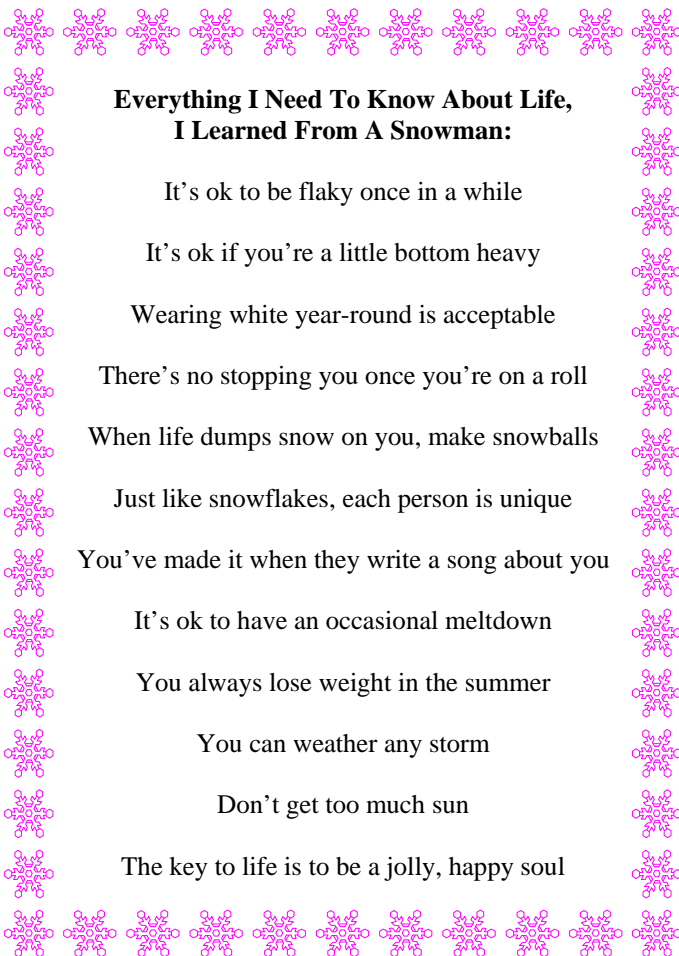 Everything I Need To Know About Life,
I Learned From A Snowman:
It’s ok to be flaky once in a while
It’s ok if you’re a little bottom heavy
Wearing white year-round is acceptable
There’s no stopping you once you’re on a roll
When life dumps snow on you, make snowballs
Just like snowflakes, each person is unique
You’ve made it when they write a song about you
It’s ok to have an occasional meltdown
You always lose weight in the summer
You can weather any storm
Don’t get too much sun
The key to life is to be a jolly, happy soul